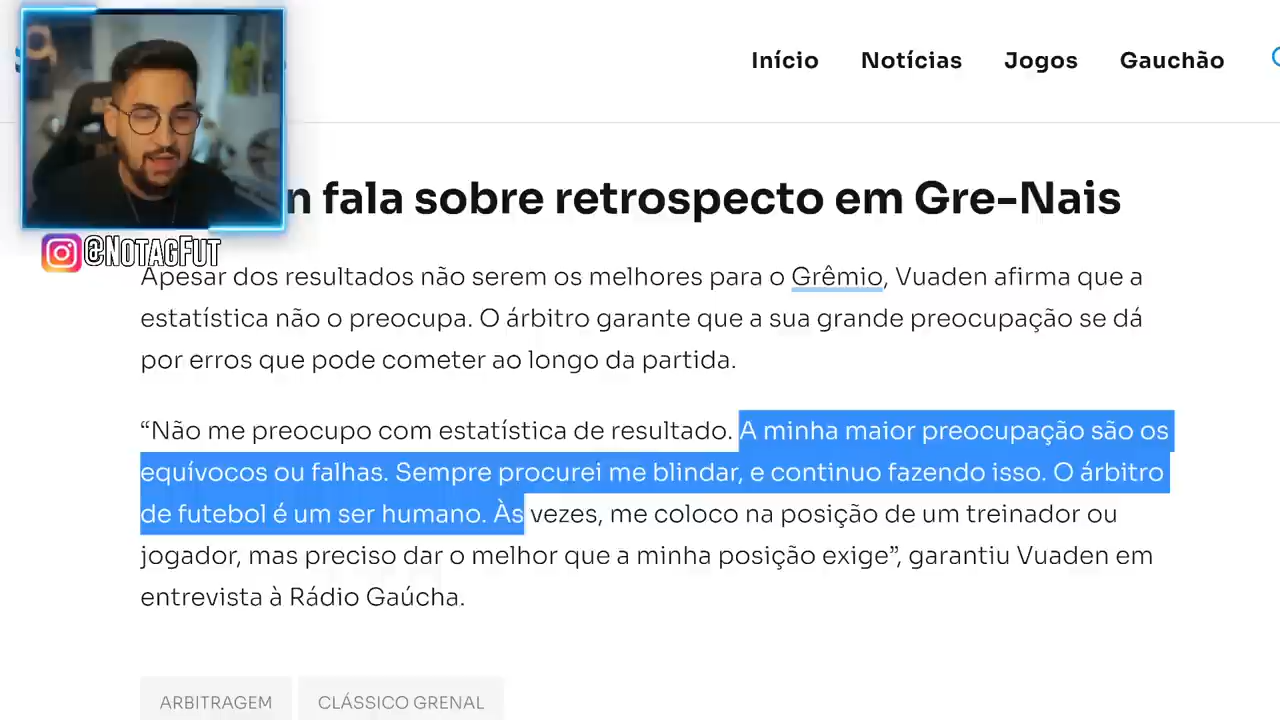 Início Notícias Jogos Gauchão
n fala sobre retrospecto em Gre-Nais
@NOTAGFUT
Apesar dos resultados não serem os melhores para o Grêmio, Vuaden afirma que a
estatística não o preocupa. O árbitro garante que a sua grande preocupação se dá
por erros que pode cometer ao longo da partida.
“Não me preocupo com estatística de resultado. A minha maior preocupação são os
equívocos ou falhas. Sempre procurei me blindar, e continuo fazendo isso. O árbitro
de futebol é um ser humano. Às vezes, me coloco na posição de um treinador ou
jogador, mas preciso dar o melhor que a minha posição exige”, garantiu Vuaden em
entrevista à Rádio Gaúcha.
ARBITRAGEM CLÁSSICO GRENAL